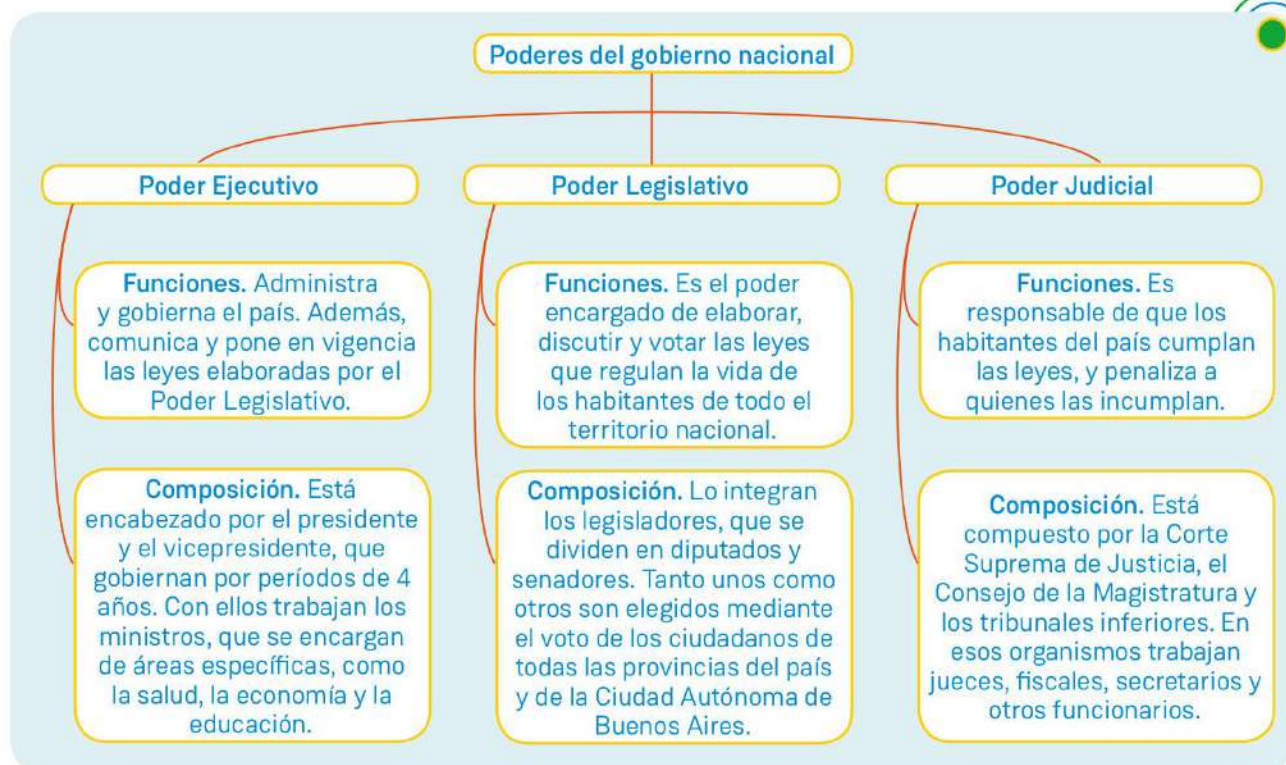 Poderes del gobierno nacional
Poder Ejecutivo
Funciones. Administra
y gobierna el país. Además,
comunica y pone en vigencia
las leyes elaboradas por el
Poder Legislativo.
Composición. Está
encabezado por el presidente
y el vicepresidente, que
gobiernan por períodos de 4
años. Con ellos trabajan los
ministros, que se encargan
de áreas específicas, como
la salud, la economía y la
educación.
Poder Legislativo
Funciones. Es el poder
encargado de elaborar,
discutir y votar las leyes
que regulan la vida de
los habitantes de todo el
territorio nacional.
Composición. Lo integran
los legisladores, que se
dividen en diputados y
senadores. Tanto unos como
otros son elegidos mediante
el voto de los ciudadanos de
todas las provincias del país
y de la Ciudad Autónoma de
Buenos Aires.
Poder Judicial
Funciones. Es
responsable de que los
habitantes del país cumplan
las leyes, y penaliza a
quienes las incumplan.
Composición. Está
compuesto por la Corte
Suprema de Justicia, el
Consejo de la Magistratura y
los tribunales inferiores. En
esos organismos trabajan
jueces, fiscales, secretarios y
otros funcionarios.